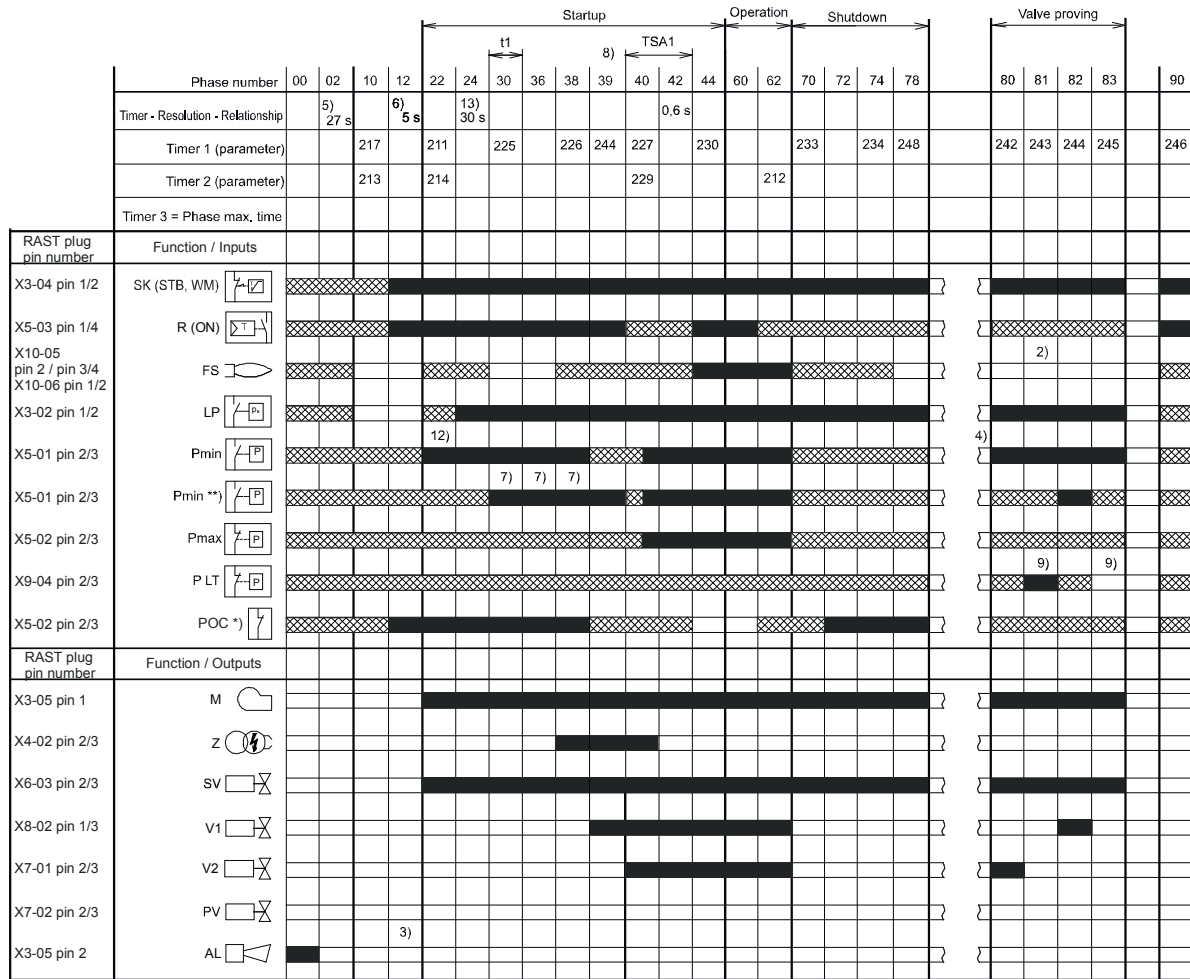 Startup Operation Shutdown Valve proving
t1 8) TSA1
Phase number 00 02 10 12 22 24 30 36 38 39 40 42 44 60 62 70 72 74 78 80 81 82 83 90
Timer - Resolution - Relationship 5) 27 s 6) 5 s 13) 30 s 0,6 s
Timer 1 (parameter) 217 211 225 226 244 227 230 233 234 248 242 243 244 245 246
Timer 2 (parameter) 213 214 229 212
Timer 3 = Phase max. time
RAST plug pin number Function / Inputs
X3-04 pin 1/2 SK (STB, WM)
X5-03 pin 1/4 R (ON) T
2)
X10-05
pin 2 / pin 3/4 FS
X10-06 pin 1/2
X3-02 pin 1/2 LP
12) 4)
X5-01 pin 2/3 Pmin P
7) 7) 7)
X5-01 pin 2/3 Pmin **) P
X5-02 pin 2/3 Pmax P
9) 9)
X9-04 pin 2/3 P LT P
X5-02 pin 2/3 POC *)
RAST plug pin number Function / Outputs
X3-05 pin 1 M
X4-02 pin 2/3 Z
X6-03 pin 2/3 SV
X8-02 pin 1/3 V1
X7-01 pin 2/3 V2
X7-02 pin 2/3 PV
3)
X3-05 pin 2 AL